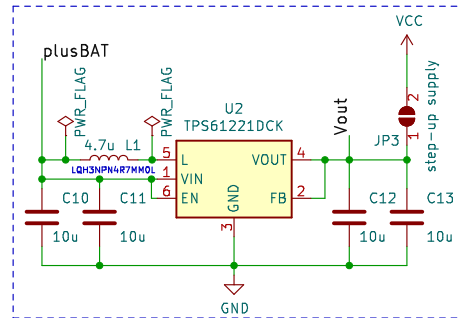 VCC
plusBAT
PWR_FLAG
PWR_FLAG
U2
TPS61221DCK
Vout
2
1
JP3
step-up supply
4.7u L1
LQH3NPN4R7MM0L
5 L
1 VIN
6 EN
VOUT 4
FB 2
GND
3
C10
10u
C11
10u
C12
10u
C13
10u
GND